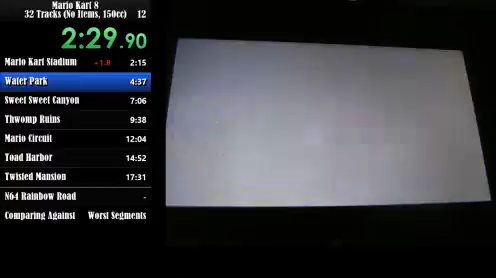 Mario Kart 8
32 Tracks (No Items, 150cc) 12
2:29.90
Mario Kart Stadium -1.8 2:15
Water Park 4:37
Sweet Sweet Canyon 7:06
Thwomp Ruins 9:38
Mario Circuit 12:04
Toad Harbor 14:52
Twisted Mansion 17:31
N64 Rainbow Road -
Comparing Against Worst Segments